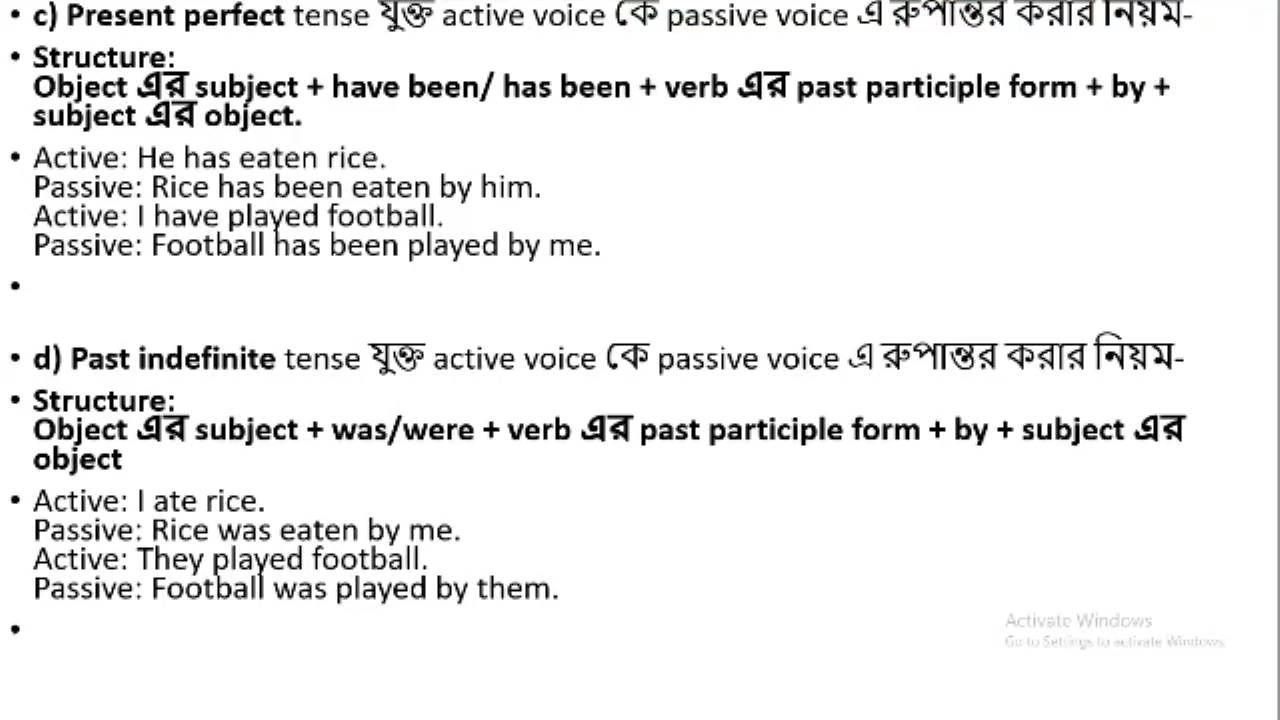 • c) Present perfect tense যুক্ত active voice কে passive voice এ রুপান্তর করার নিয়ম-
• Structure:
Object এর subject + have been/ has been + verb এর past participle form + by +
subject এর object.
• Active: He has eaten rice.
Passive: Rice has been eaten by him.
Active: I have played football.
Passive: Football has been played by me.
•
• d) Past indefinite tense যুক্ত active voice কে passive voice এ রুপান্তর করার নিয়ম-
• Structure:
Object এর subject + was/were + verb এর past participle form + by + subject এর
object
• Active: I ate rice.
Passive: Rice was eaten by me.
Active: They played football.
Passive: Football was played by them.
•
Activate Windows
Go to Settings to activate Windows.